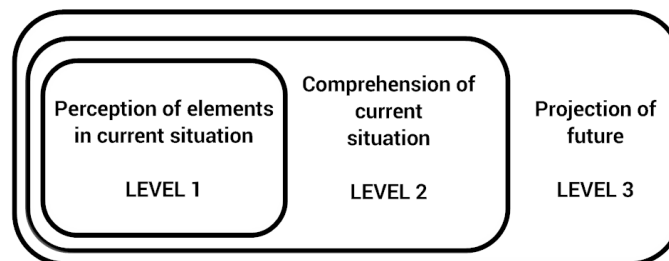 Perception of elements
in current situation
LEVEL 1
Comprehension of
current
situation
LEVEL 2
Projection of
future
LEVEL 3